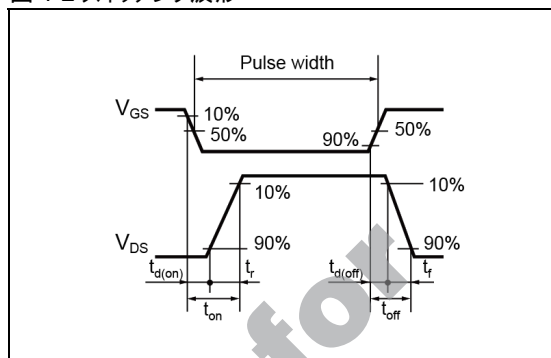 Pulse width
VGS
10%
50%
90%
50%
10%
10%
VDS
90%
90%
td(on)
tr
td(off)
tf
ton
toff
for